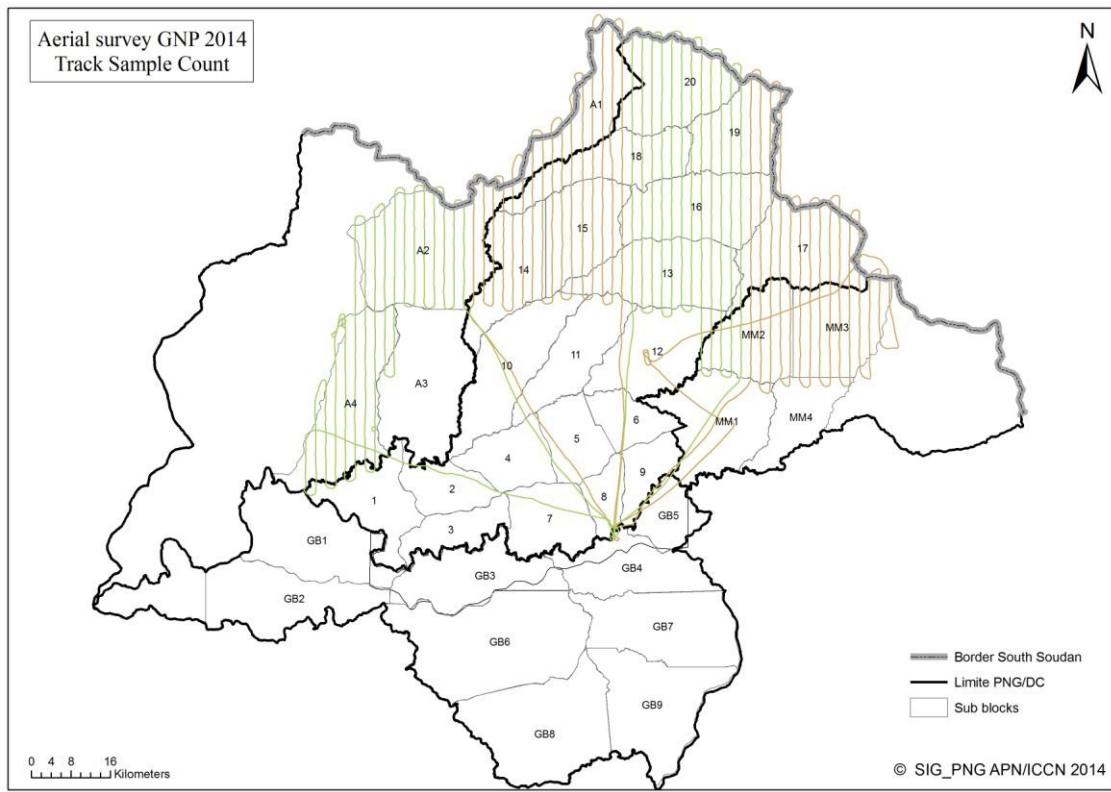 Aerial survey GNP 2014
Track Sample Count
N
A1
20
18
19
A2
15
16
14
13
17
MM2
MM3
A3
10
11
12
A4
5
6
MM1
MM4
4
9
1
2
8
3
7
GB5
GB1
GB3
GB4
GB2
GB6
GB7
GB8
GB9
Border South Soudan
Limite PNG/DC
Sub blocks
0 4 8 16
Kilometers
© SIG_PNG APN/ICCN 2014